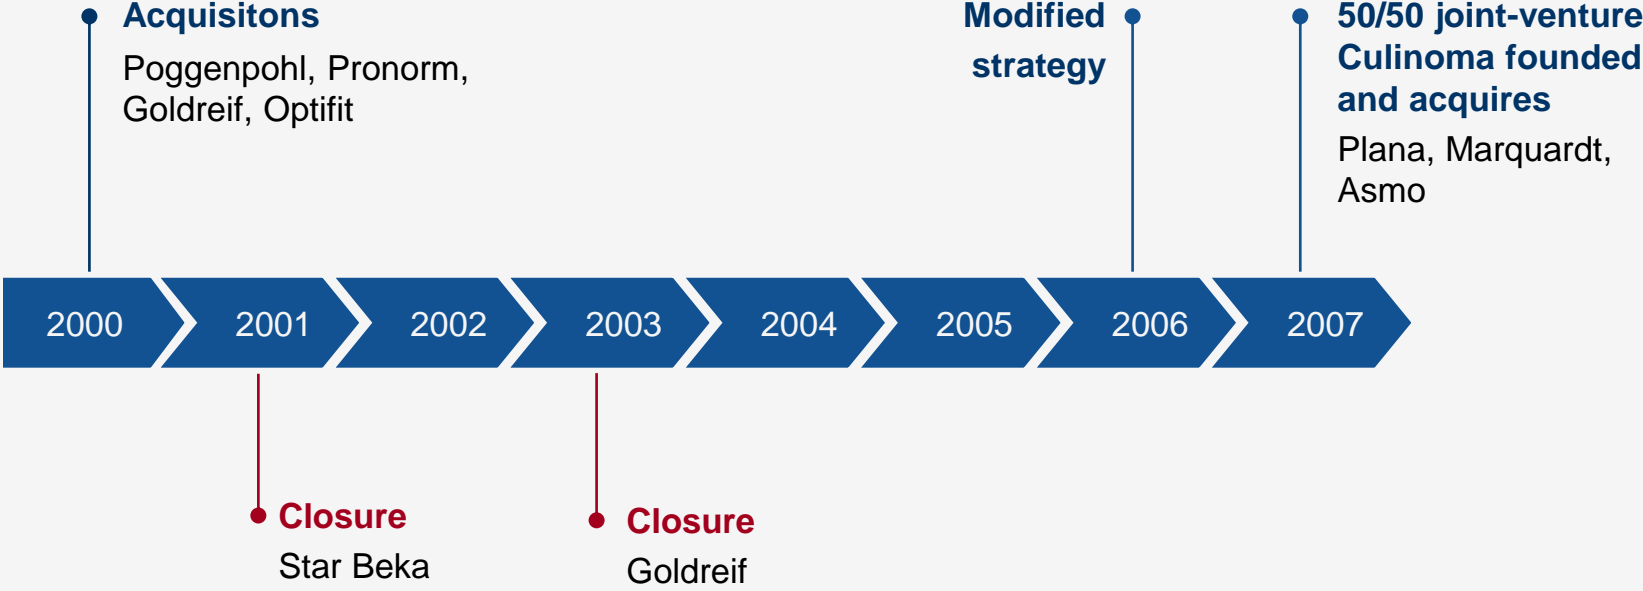 Acquisitons
Poggenpohl, Pronorm,
Goldreif, Optifit
Modified
strategy
50/50 joint-venture
Culinoma founded
and acquires
Plana, Marquardt,
Asmo
2000
2001
2002
2003
2004
2005
2006
2007
Closure
Star Beka
Closure
Goldreif